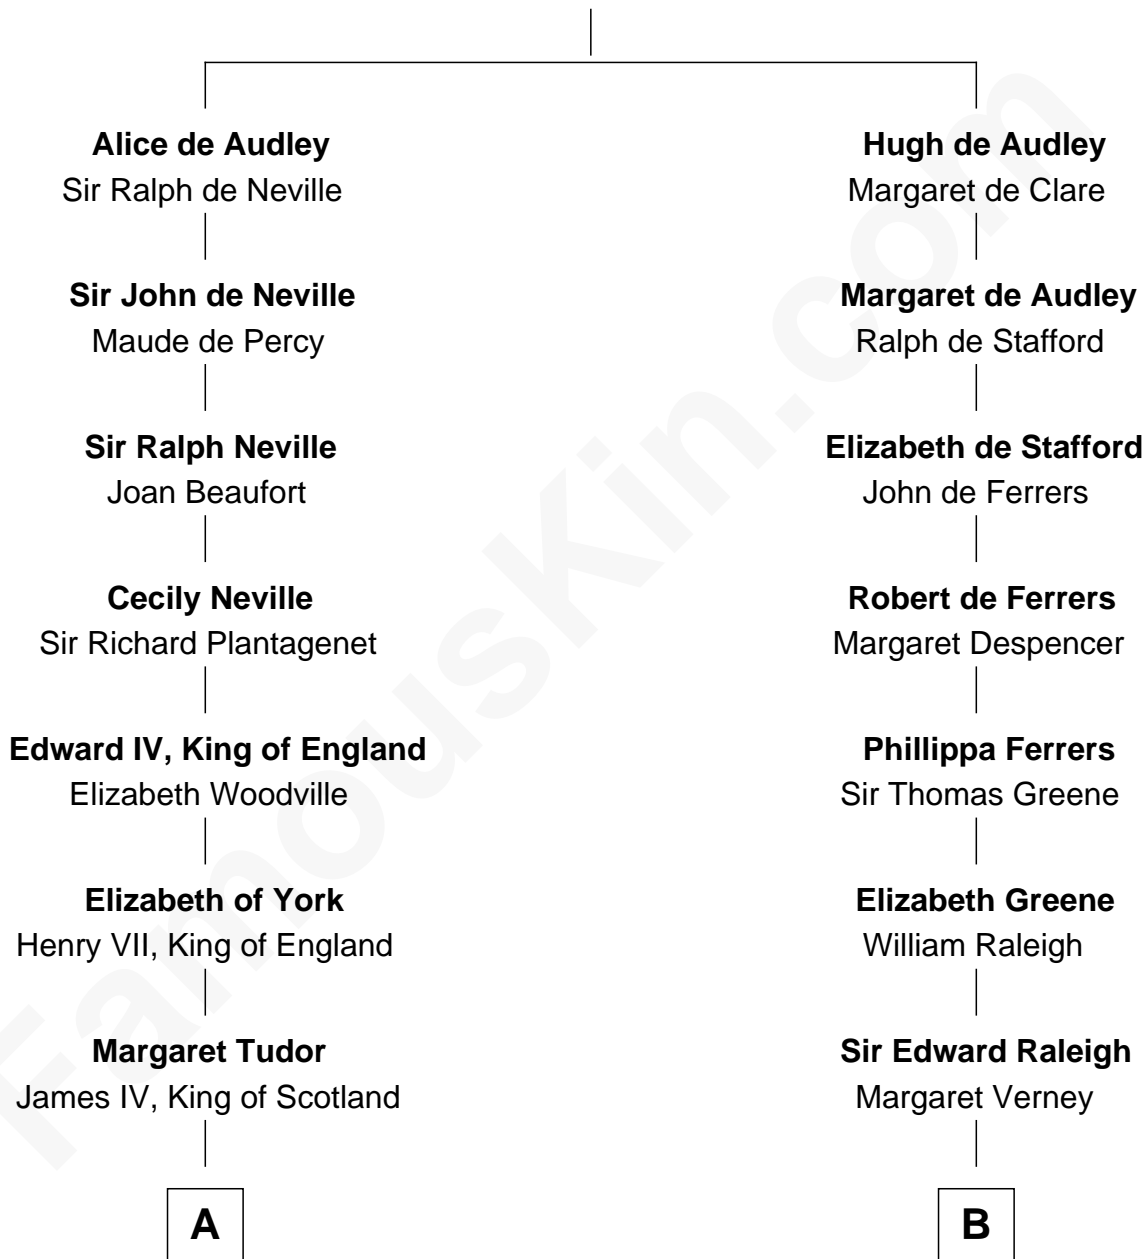 Alice de Audley
Sir Ralph de Neville
Sir John de Neville
Maude de Percy
Sir Ralph Neville
Joan Beaufort
Cecily Neville
Sir Richard Plantagenet
Edward IV, King of England
Elizabeth Woodville
Elizabeth of York
Henry VII, King of England
Margaret Tudor
James IV, King of Scotland
A
Hugh de Audley
Margaret de Clare
Margaret de Audley
Ralph de Stafford
Elizabeth de Stafford
John de Ferrers
Robert de Ferrers
Margaret Despencer
Phillippa Ferrers
Sir Thomas Greene
Elizabeth Greene
William Raleigh
Sir Edward Raleigh
Margaret Verney
B
FamousKin.com